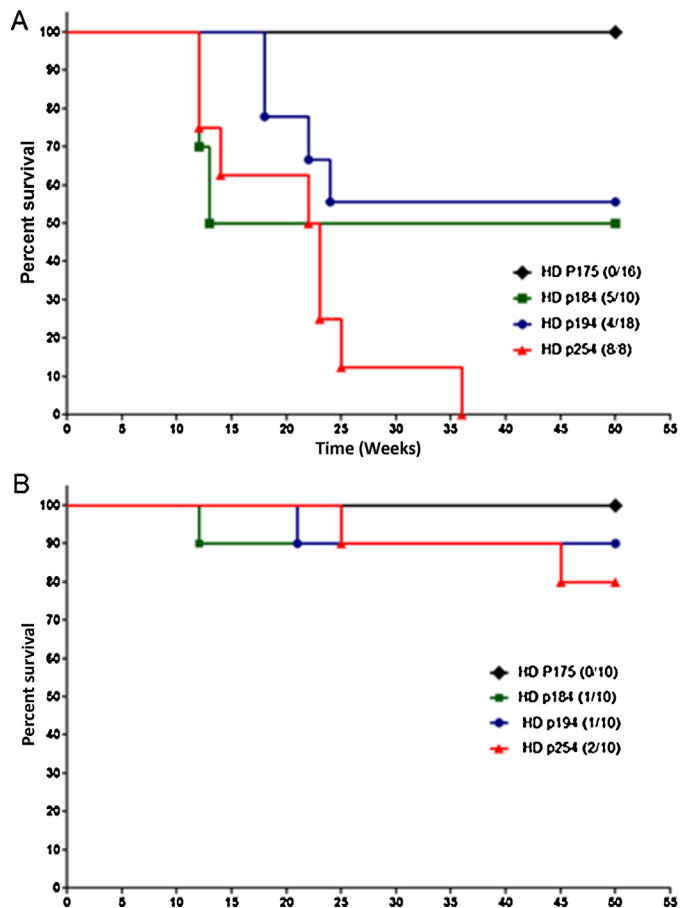 A
100
90
80
70
60
50
40
30
20
10
0
Percent survival
HD P175 (0/16)
HD p184 (5/10)
HD p194 (4/18)
HD p254 (8/8)
0 5 10 15 20 25 30 35 40 45 50 55
Time (Weeks)
B
100
90
80
70
60
50
40
30
20
10
0
Percent survival
HD P175 (0/10)
HD p184 (1/10)
HD p194 (1/10)
HD p254 (2/10)
0 5 10 15 20 25 30 35 40 45 50 55